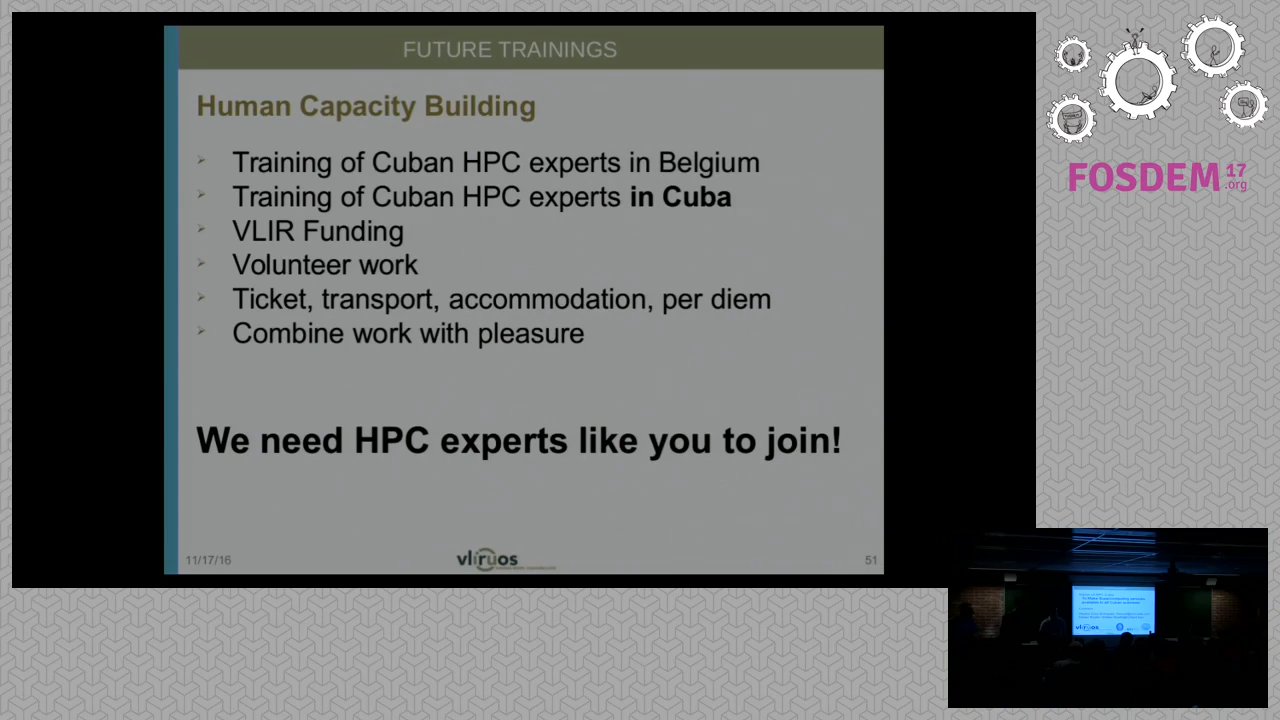 FUTURE TRAININGS
Human Capacity Building
Training of Cuban HPC experts in Belgium
Training of Cuban HPC experts in Cuba
VLIR Funding
Volunteer work
Ticket, transport, accommodation, per diem
Combine work with pleasure
We need HPC experts like you to join!
11/17/16
vliruos
51
FOSDEM 17
.org
vliruos